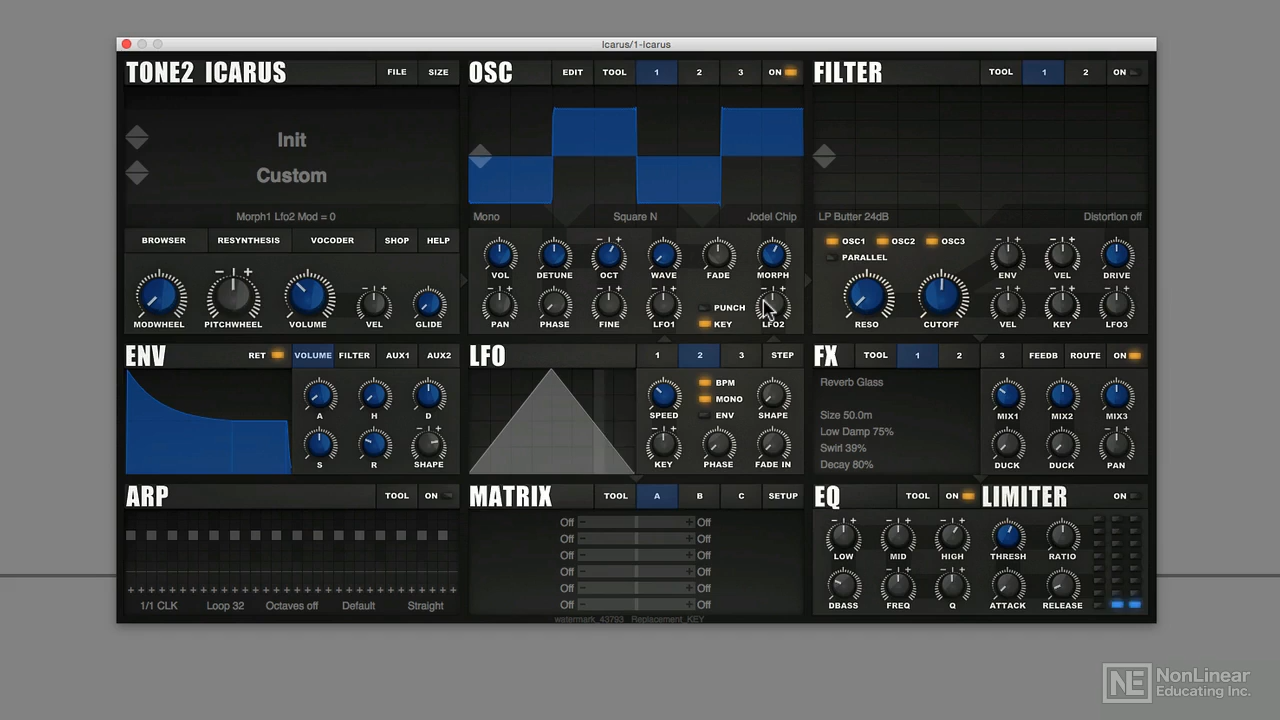 Icarus/1-Icarus
TONE2 ICARUS FILE SIZE
Init
Custom
Morph1 Lfo2 Mod = 0
BROWSER RESYNTHESIS VOCODER SHOP HELP
MODWHEEL PITCHWHEEL VOLUME VEL GLIDE
OSC EDIT TOOL 1 2 3 ON
Mono Square N Jodel Chip
VOL DETUNE OCT WAVE FADE MORPH
PUNCH
PAN PHASE FINE LFO1 KEY LFO2
FILTER TOOL 1 2 ON
LP Butter 24dB Distortion off
OSC1 OSC2 OSC3
PARALLEL
ENV VEL DRIVE
RESO CUTOFF VEL KEY LFO3
ENV RET VOLUME FILTER AUX1 AUX2
A H D
S R SHAPE
LFO 1 2 3 STEP
BPM
MONO
SPEED ENV SHAPE
KEY PHASE FADE IN
FX TOOL 1 2 3 FEEDB ROUTE ON
Reverb Glass
Size 50.0m
Low Damp 75%
Swirl 39%
Decay 80%
MIX1 MIX2 MIX3
DUCK DUCK PAN
ARP TOOL ON
1/1 CLK Loop 32 Octaves off Default Straight
MATRIX TOOL A B C SETUP
Off - + Off
Off - + Off
Off - + Off
Off - + Off
Off - + Off
Off - + Off
watermark_43793 Replacement_KEY
EQ TOOL ON LIMITER ON
LOW MID HIGH THRESH RATIO
DBASS FREQ Q ATTACK RELEASE
NE NonLinear
Educating Inc.